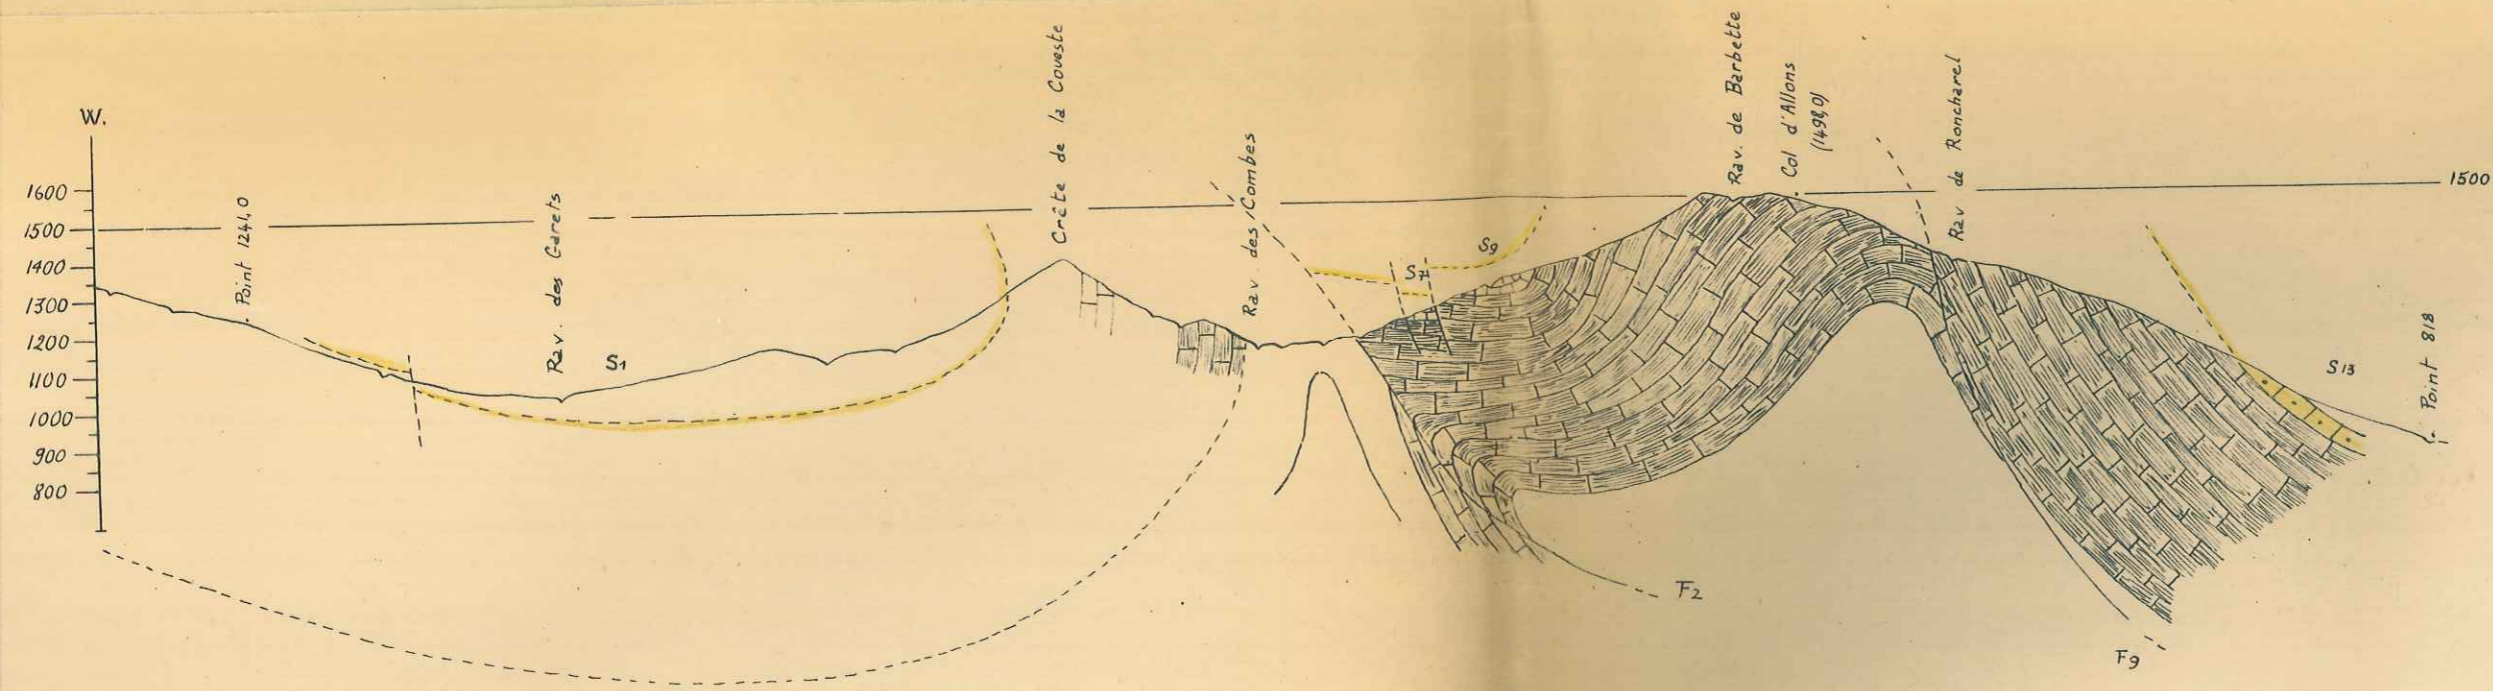 W.
1600
1500
1400
1300
1200
1100
1000
900
800
Point 1241,0
Rav. des Garets
S1
Crête de la Coueste
Rav. des Combes
S7
S9
Rav. de Barbette
Col d'Allons
(1498,0)
Rav de Roncharel
1500
S13
Point 818
F2
F9